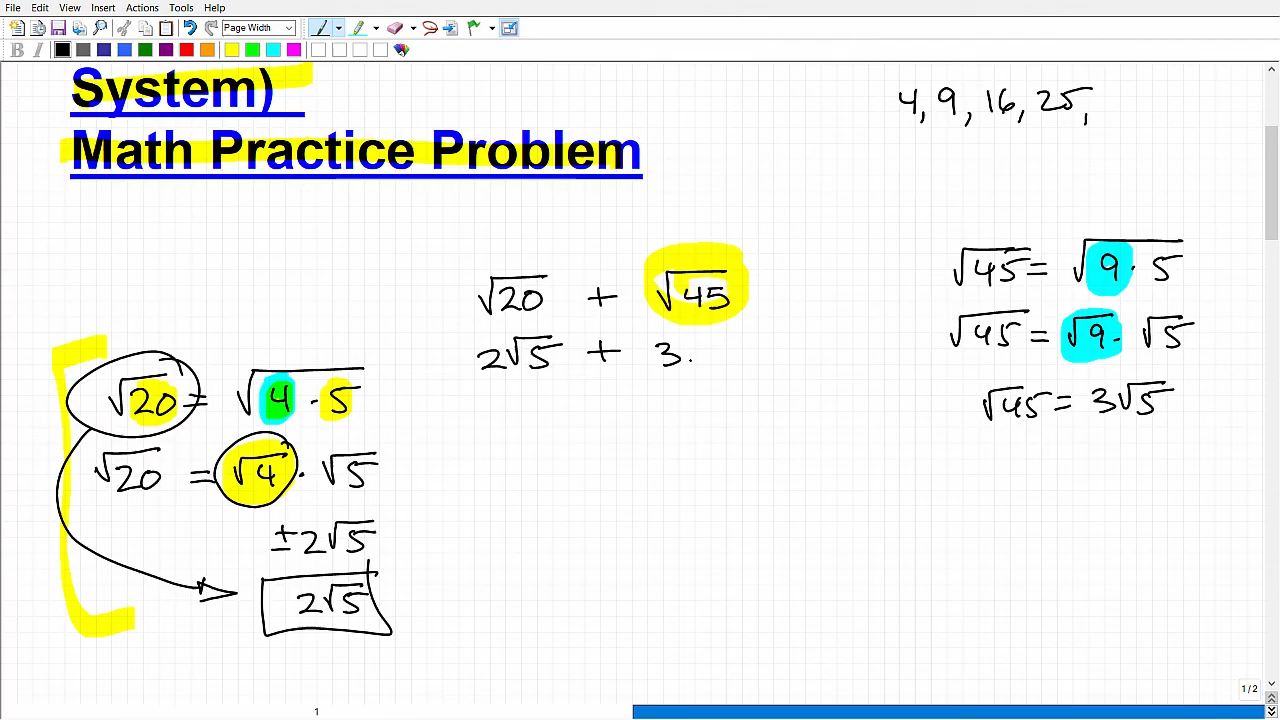 File Edit View Insert Actions Tools Help
Page Width
B I
System)
Math Practice Problem
4, 9, 16, 25,
√20 + √45
2√5 + 3.
√20 = √4 · 5
√20 = √4 · √5
±2√5
2√5
√45 = √9 · 5
√45 = √9 · √5
√45 = 3√5
1/2
1